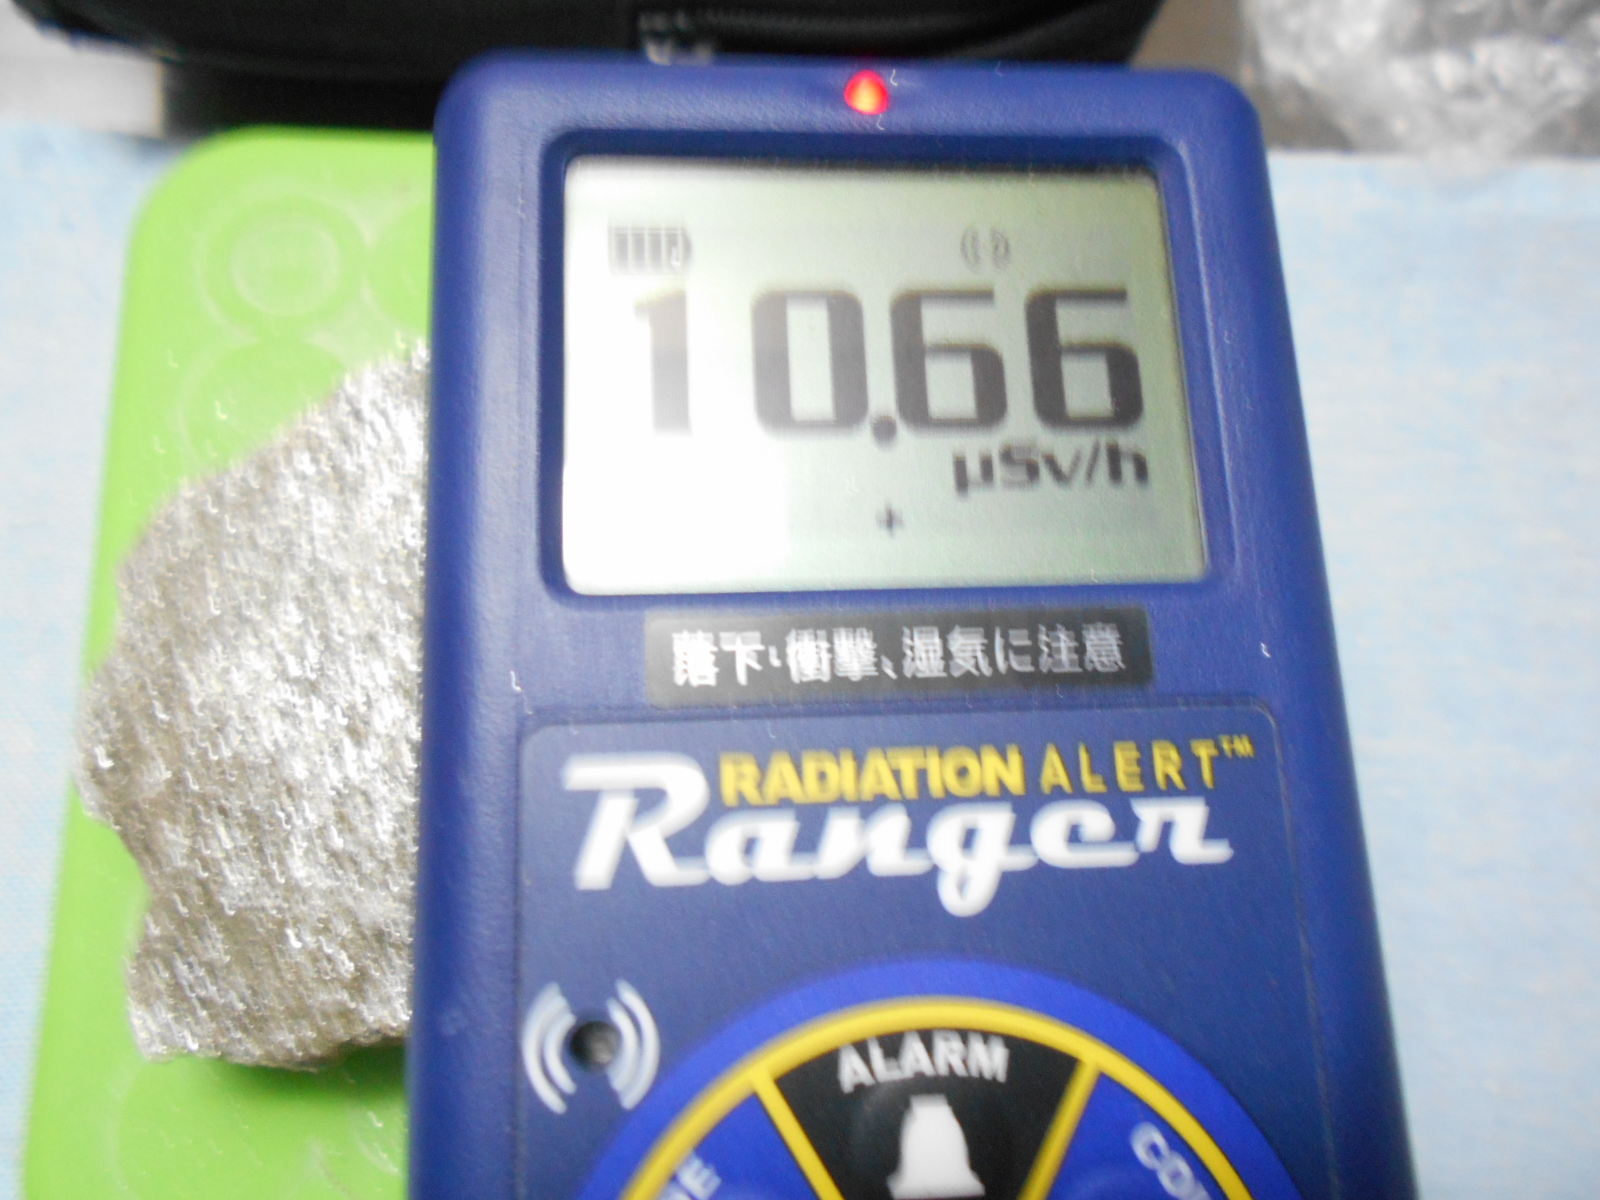 10.66
µSv/h
+
落下・衝撃、湿気に注意
RADIATION ALERT™
Ranger
ALARM